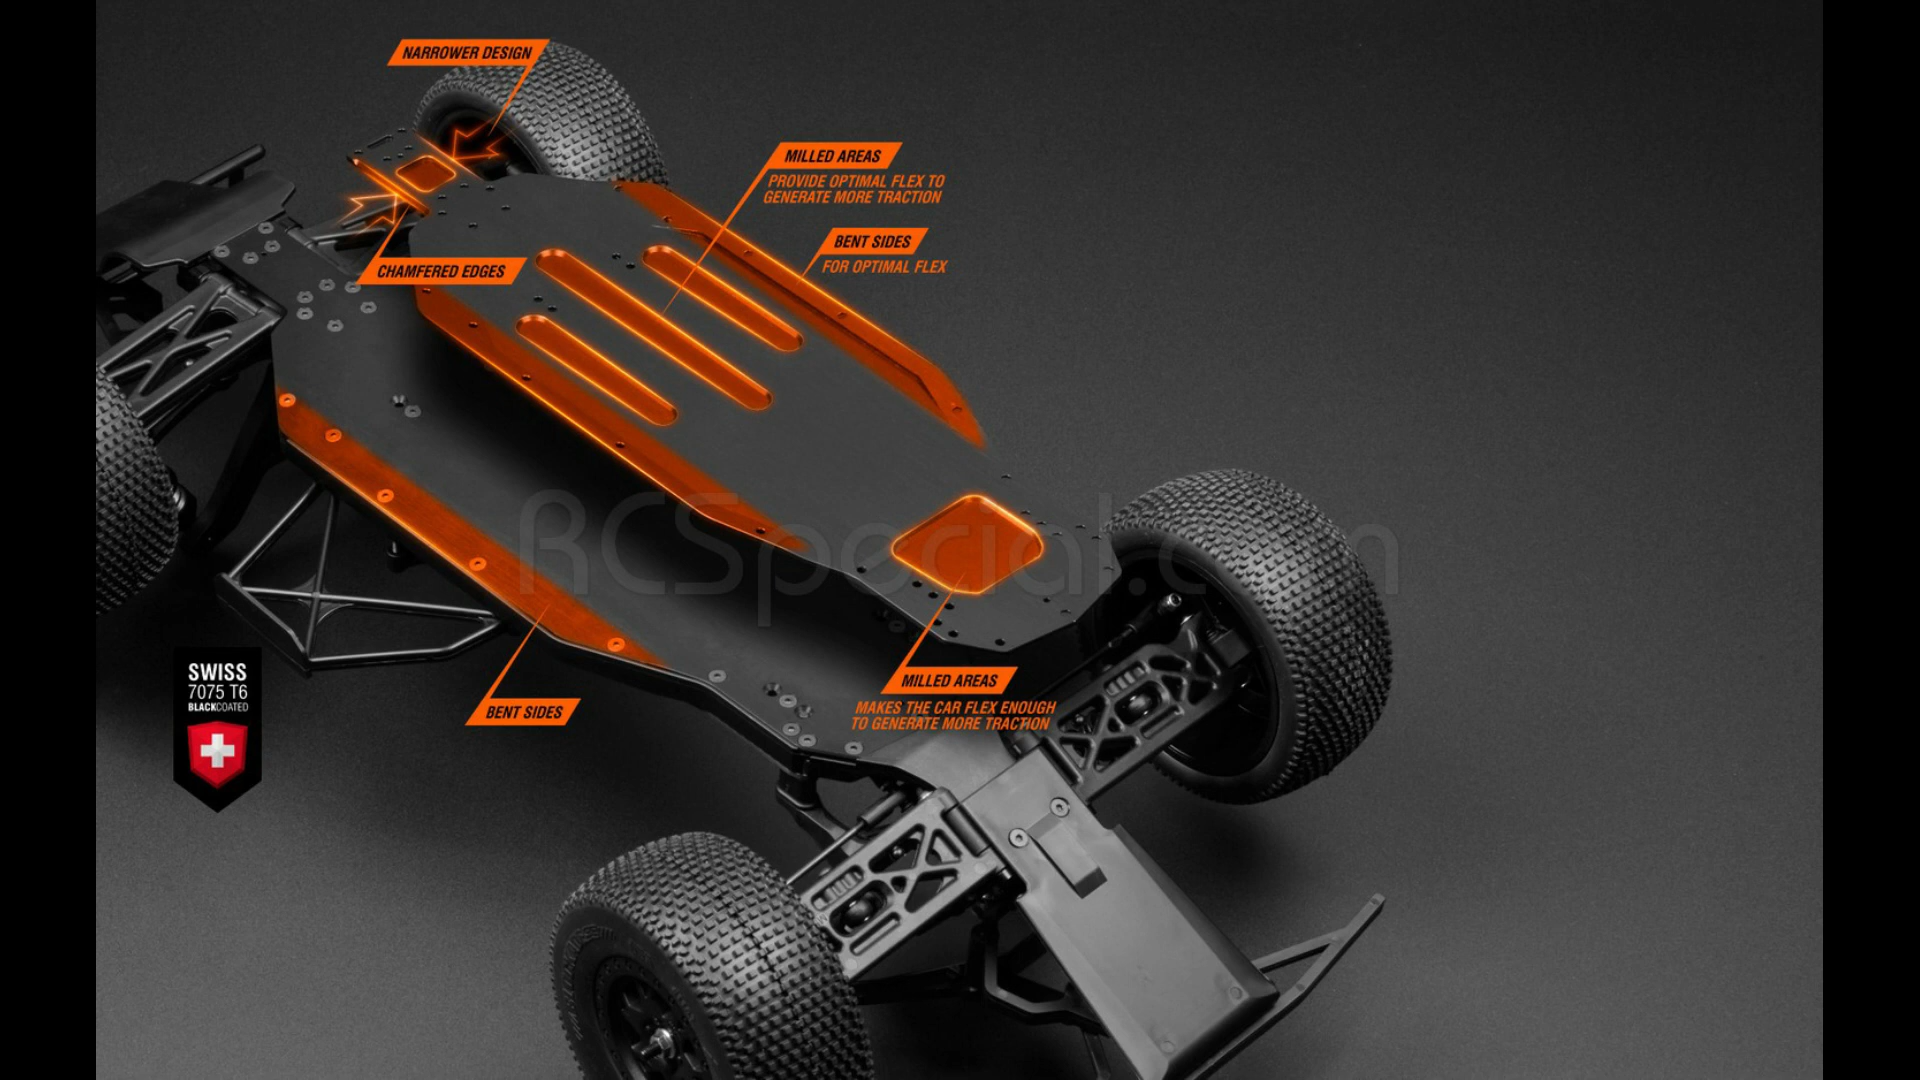 NARROWER DESIGN
MILLED AREAS
PROVIDE OPTIMAL FLEX TO
GENERATE MORE TRACTION
BENT SIDES
FOR OPTIMAL FLEX
CHAMFERED EDGES
RCSpecial.com
SWISS
7075 T6
BLACKCOATED
BENT SIDES
MILLED AREAS
MAKES THE CAR FLEX ENOUGH
TO GENERATE MORE TRACTION